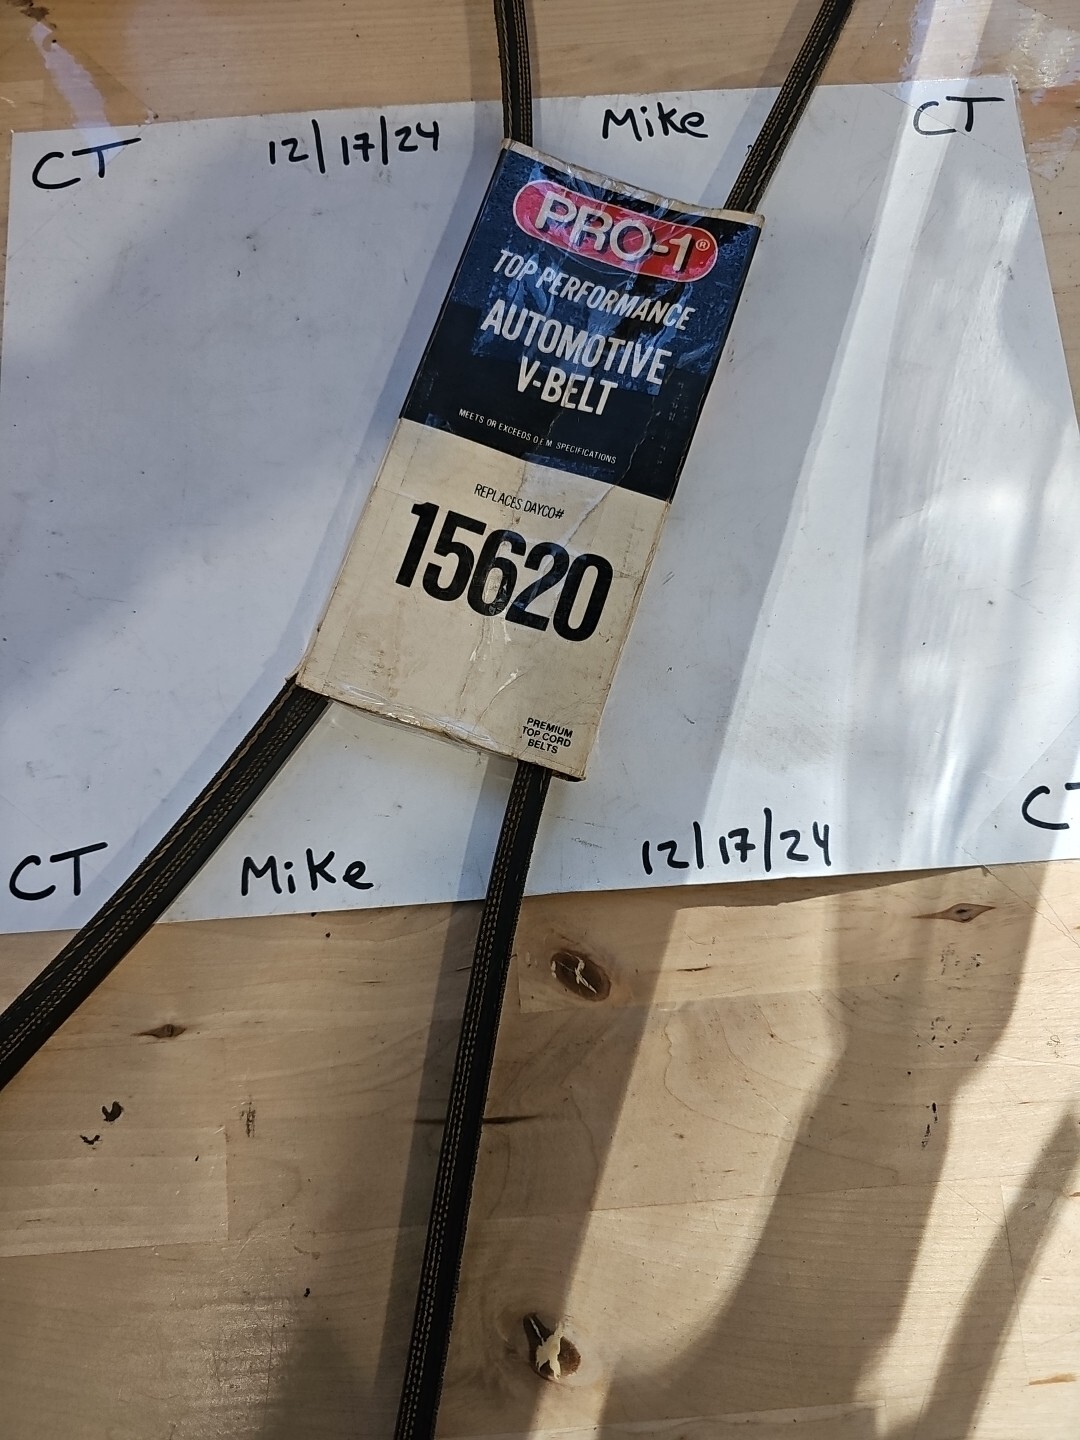 CT 12/17/24 Mike CT
PRO-1®
TOP PERFORMANCE
AUTOMOTIVE
V-BELT
MEETS OR EXCEEDS O.E.M. SPECIFICATIONS
REPLACES DAYCO#
15620
PREMIUM
TOP CORD
BELTS
CT Mike 12/17/24 CT